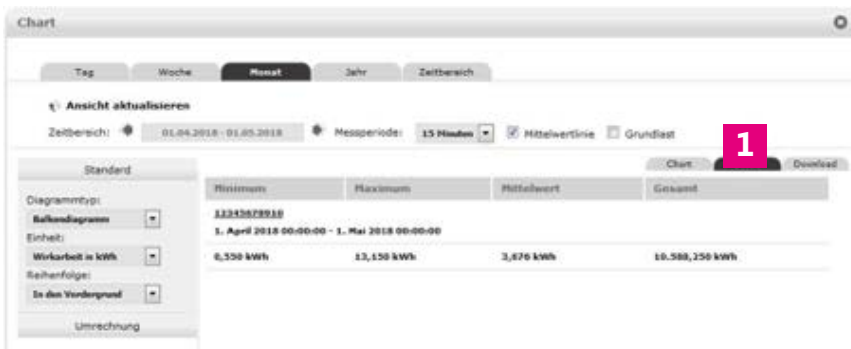 Chart
Tag Woche Monat Jahr Zeitbereich
Ansicht aktualisieren
Zeitbereich: 01.04.2018 - 01.05.2018 Messperiode: 15 Minuten Mittelwertlinie Grundlast
1
Chart Download
Standard
Minimum Maximum Mittelwert Gesamt
Diagrammtyp:
12345678910
Balkendiagramm
1. April 2018 00:00:00 - 1. Mai 2018 00:00:00
Einheit:
Wirkarbeit in kWh
0,550 kWh 13,150 kWh 3,676 kWh 10.588,250 kWh
Reihenfolge:
In den Vordergrund
Umrechnung